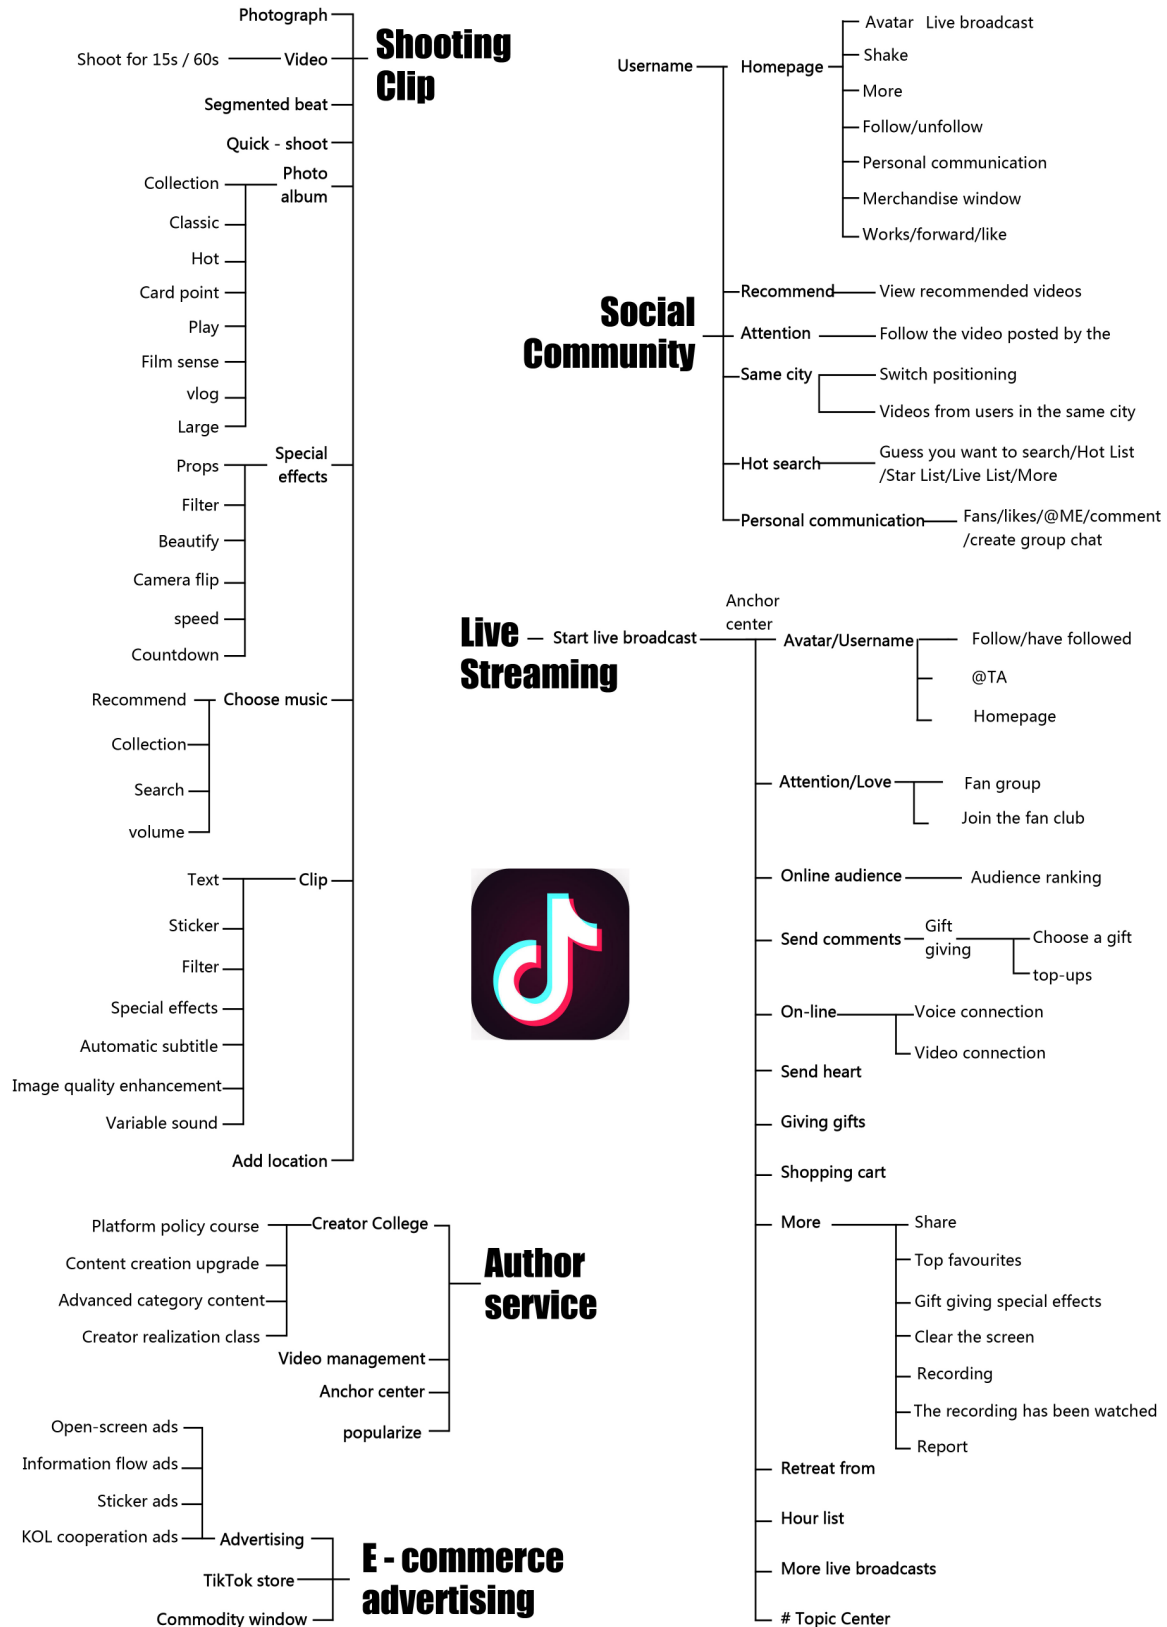 Photograph
Shooting
Clip
Shoot for 15s / 60s
Video
Segmented beat
Quick - shoot
Photo
album
Collection
Classic
Hot
Card point
Play
Film sense
vlog
Large
Special
effects
Props
Filter
Beautify
Camera flip
speed
Countdown
Choose music
Recommend
Collection
Search
volume
Clip
Text
Sticker
Filter
Special effects
Automatic subtitle
Image quality enhancement
Variable sound
Add location
Social
Community
Username
Homepage
Avatar Live broadcast
Shake
More
Follow/unfollow
Personal communication
Merchandise window
Works/forward/like
Recommend
View recommended videos
Attention
Follow the video posted by the
Same city
Switch positioning
Videos from users in the same city
Hot search
Guess you want to search/Hot List
/Star List/Live List/More
Personal communication
Fans/likes/@ME/comment
/create group chat
Live
Streaming
Start live broadcast
Anchor
center
Avatar/Username
Follow/have followed
@TA
Homepage
Attention/Love
Fan group
Join the fan club
Online audience
Audience ranking
Send comments
Gift
giving
Choose a gift
top-ups
On-line
Voice connection
Video connection
Send heart
Giving gifts
Shopping cart
More
Share
Top favourites
Gift giving special effects
Clear the screen
Recording
The recording has been watched
Report
Retreat from
Hour list
More live broadcasts
# Topic Center
Author
service
Creator College
Platform policy course
Content creation upgrade
Advanced category content
Creator realization class
Video management
Anchor center
popularize
E - commerce
advertising
Open-screen ads
Information flow ads
Sticker ads
KOL cooperation ads
Advertising
TikTok store
Commodity window